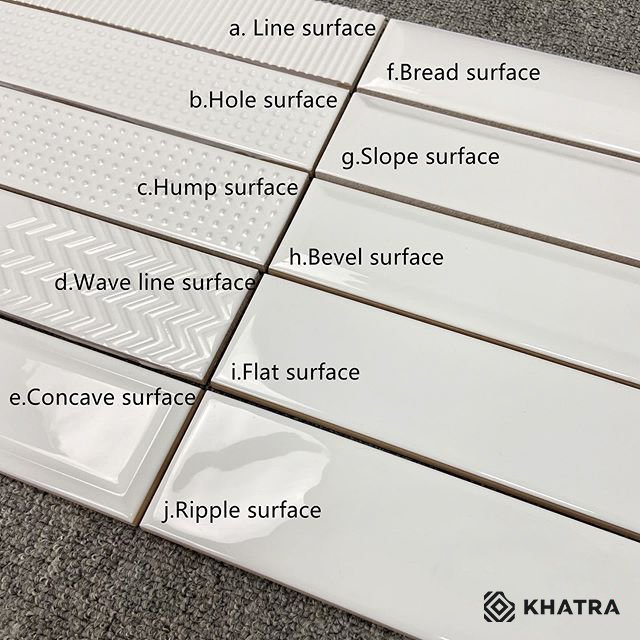 a. Line surface
b.Hole surface
c.Hump surface
d.Wave line surface
e.Concave surface
f.Bread surface
g.Slope surface
h.Bevel surface
i.Flat surface
j.Ripple surface
KHATRA